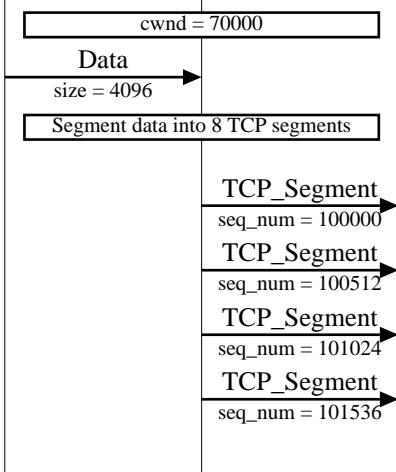 cwnd = 70000
Data
size = 4096
Segment data into 8 TCP segments
TCP_Segment
seq_num = 100000
TCP_Segment
seq_num = 100512
TCP_Segment
seq_num = 101024
TCP_Segment
seq_num = 101536